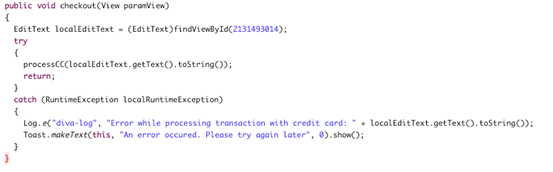 public void checkout(View paramView)
{
  EditText localEditText = (EditText)findViewById(2131493014);
  try
  {
    processCC(localEditText.getText().toString());
    return;
  }
  catch (RuntimeException localRuntimeException)
  {
    Log.e("diva-log", "Error while processing transaction with credit card: " + localEditText.getText().toString());
    Toast.makeText(this, "An error occured. Please try again later", 0).show();
  }
}